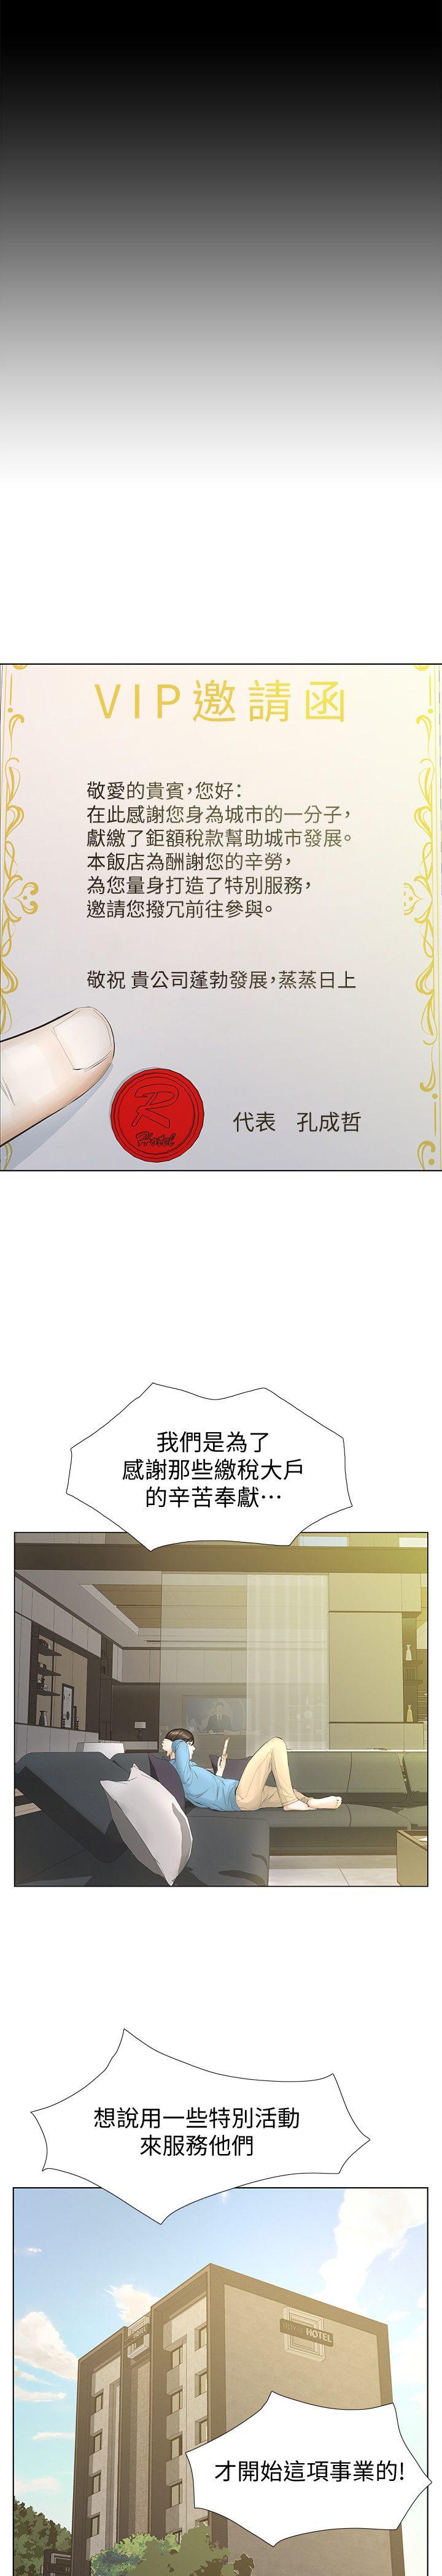 VIP邀請函
敬愛的貴賓，您好：
在此感謝您身為城市的一分子，
獻繳了鉅額稅款幫助城市發展。
本飯店為酬謝您的辛勞，
為您量身打造了特別服務，
邀請您撥冗前往參與。
敬祝 貴公司蓬勃發展，蒸蒸日上
R
Hotel
代表 孔成哲
我們是為了
感謝那些繳稅大戶
的辛苦奉獻…
想說用一些特別活動
來服務他們
HOTEL
才開始這項事業的！